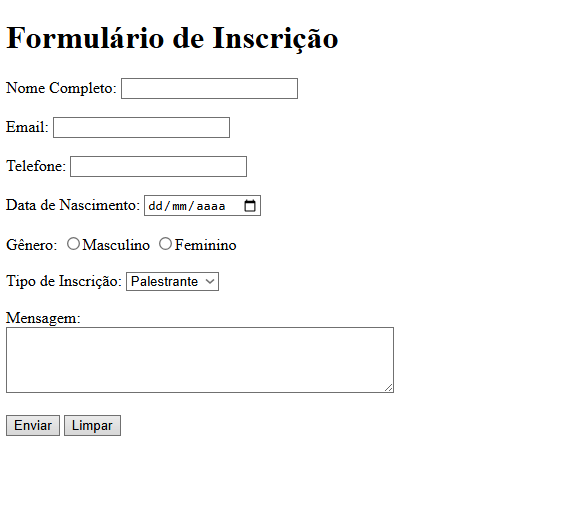 Formulário de Inscrição
Nome Completo:
Email:
Telefone:
Data de Nascimento: dd/mm/aaaa
Gênero: Masculino Feminino
Tipo de Inscrição: Palestrante
Mensagem:
Enviar Limpar